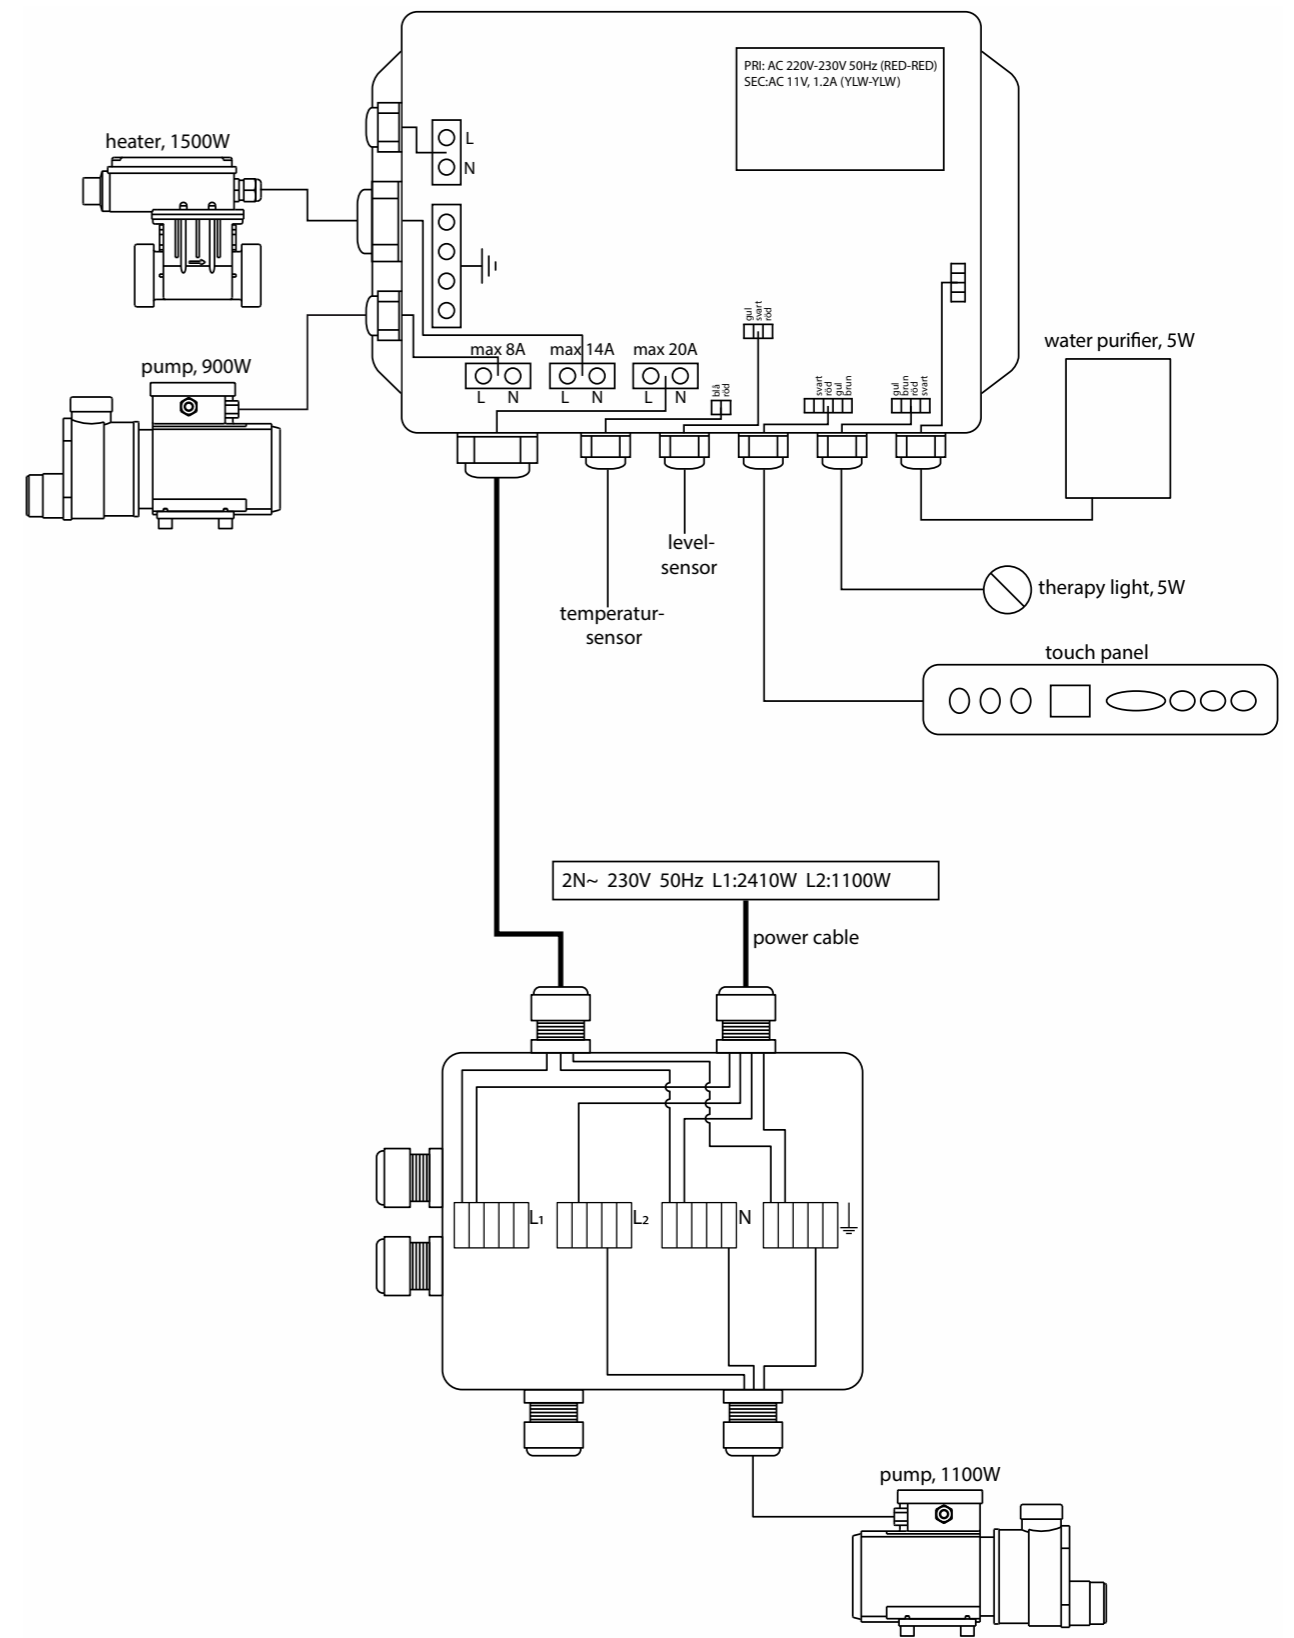 PRI: AC 220V-230V 50Hz (RED-RED)
SEC:AC 11V, 1.2A (YLW-YLW)
heater, 1500W
L
N
pump, 900W
max 8A
max 14A
max 20A
L
N
L
N
L
N
blå
röd
gul
svart
röd
svart
röd
gul
brun
gul
brun
röd
svart
water purifier, 5W
level-
sensor
therapy light, 5W
temperatur-
sensor
touch panel
2N~ 230V 50Hz L1:2410W L2:1100W
power cable
L1
L2
N
pump, 1100W